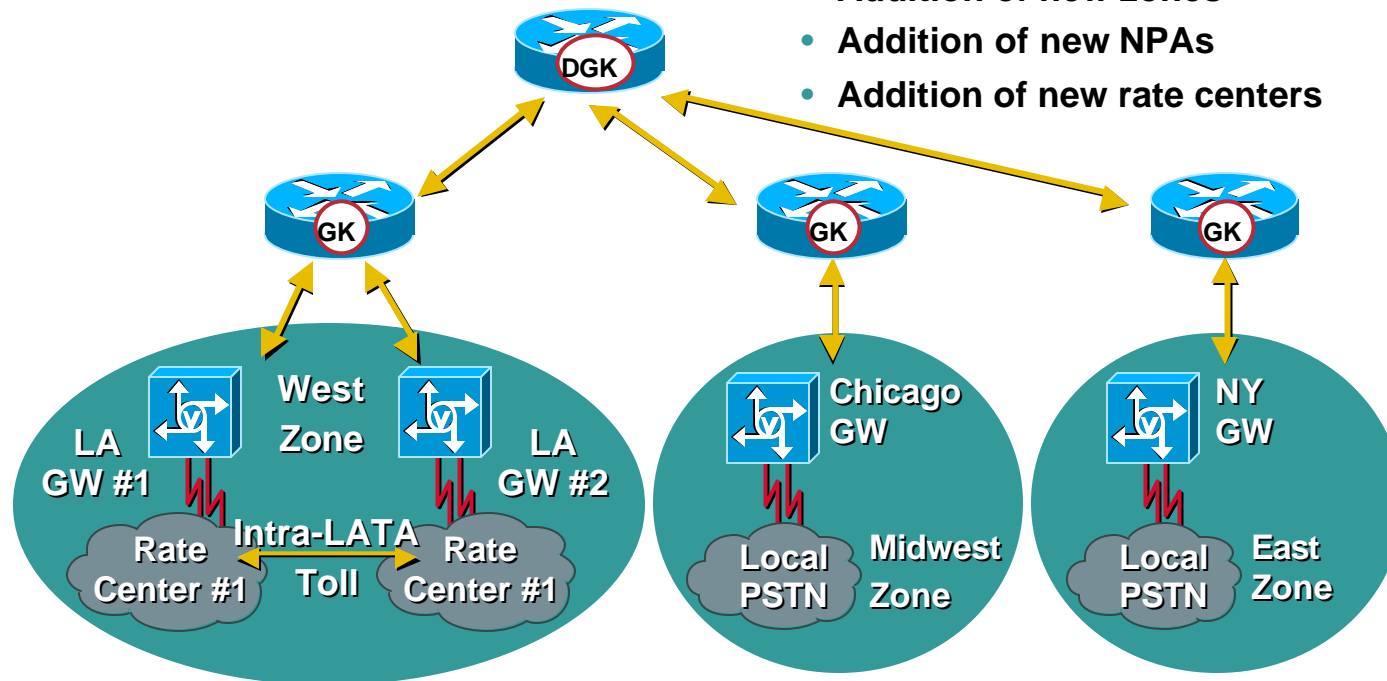 • Addition of new NPAs
• Addition of new rate centers
DGK
GK
GK
GK
West
Zone
LA
GW #1
LA
GW #2
Intra-LATA
Toll
Rate
Center #1
Rate
Center #1
Chicago
GW
Local
PSTN
Midwest
Zone
NY
GW
Local
PSTN
East
Zone
V
V
V
V